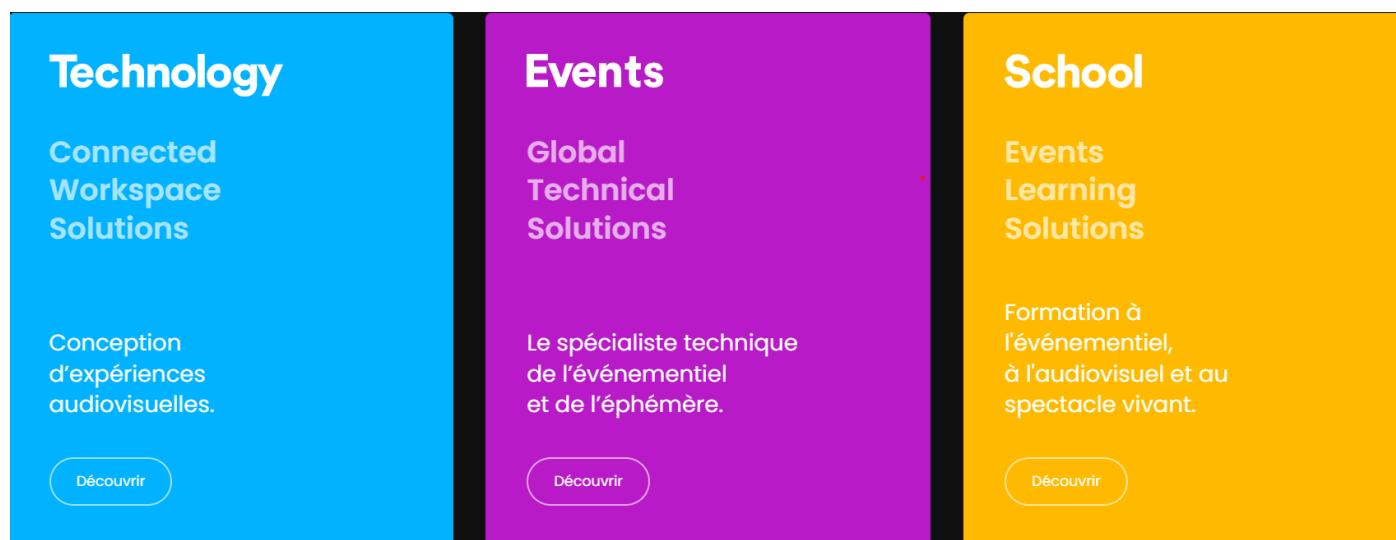 Technology
Connected
Workspace
Solutions
Conception
d’expériences
audiovisuelles.
Découvrir
Events
Global
Technical
Solutions
Le spécialiste technique
de l’événementiel
et de l’éphémère.
Découvrir
School
Events
Learning
Solutions
Formation à
l'événementiel,
à l'audiovisuel et au
spectacle vivant.
Découvrir